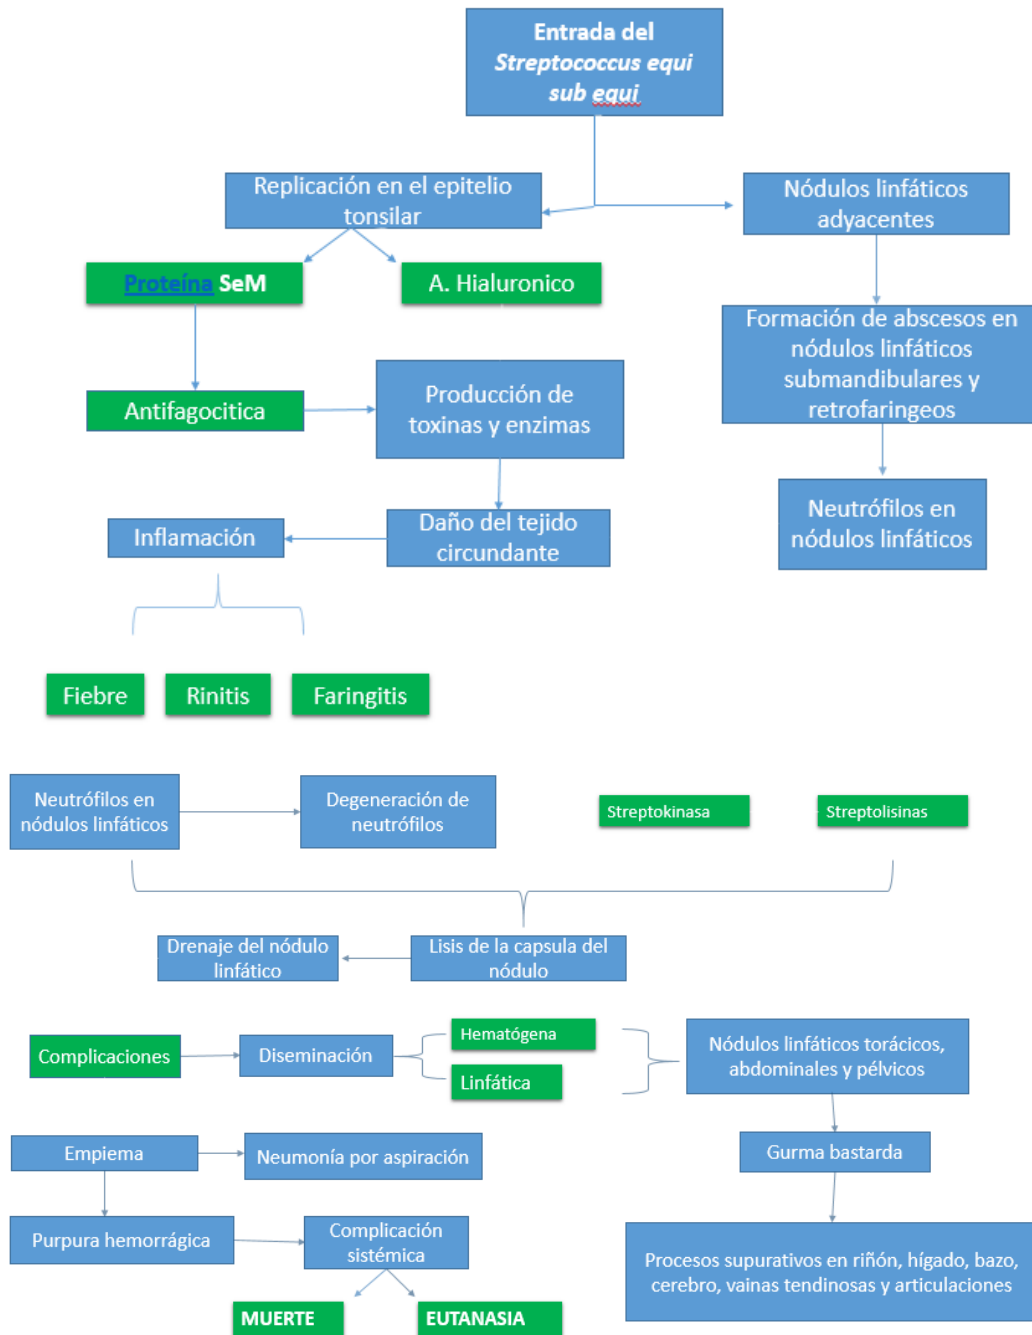 Entrada del
Streptococcus equi
sub equi
Replicación en el epitelio
tonsilar
Nódulos linfáticos
adyacentes
Proteína SeM
A. Hialuronico
Formación de abscesos en
nódulos linfáticos
submandibulares y
retrofaringeos
Antifagocitica
Producción de
toxinas y enzimas
Neutrófilos en
nódulos linfáticos
Inflamación
Daño del tejido
circundante
Fiebre
Rinitis
Faringitis
Neutrófilos en
nódulos linfáticos
Degeneración de
neutrófilos
Streptokinasa
Streptolisinas
Drenaje del nódulo
linfático
Lisis de la capsula del
nódulo
Complicaciones
Diseminación
Hematógena
Linfática
Nódulos linfáticos torácicos,
abdominales y pélvicos
Empiema
Neumonía por aspiración
Gurma bastarda
Purpura hemorrágica
Complicación
sistémica
Procesos supurativos en riñón, hígado, bazo,
cerebro, vainas tendinosas y articulaciones
MUERTE
EUTANASIA